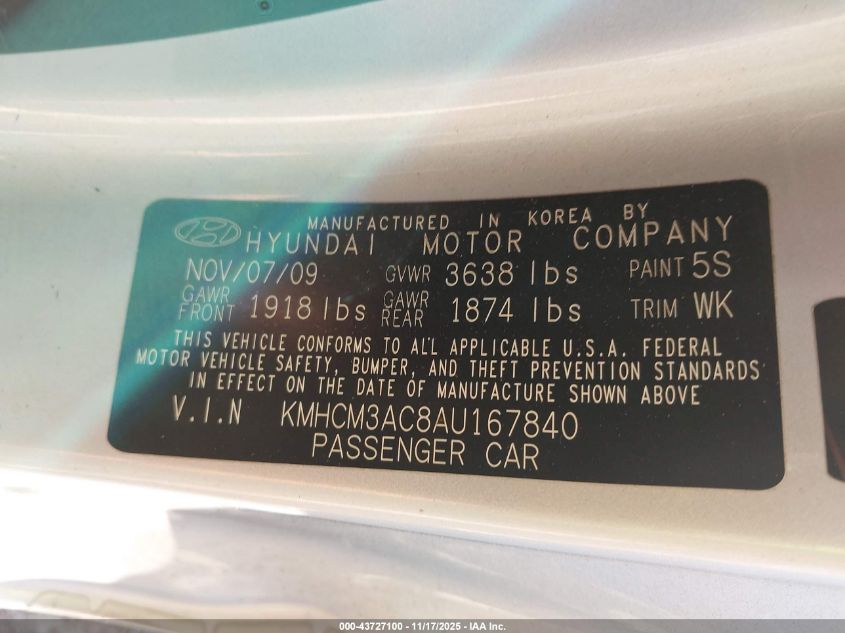 MANUFACTURED IN KOREA BY
HYUNDAI MOTOR COMPANY
NOV/07/09 GVWR 3638 lbs PAINT 5S
GAWR FRONT 1918 lbs GAWR REAR 1874 lbs TRIM WK
THIS VEHICLE CONFORMS TO ALL APPLICABLE U.S.A. FEDERAL
MOTOR VEHICLE SAFETY, BUMPER, AND THEFT PREVENTION STANDARDS
IN EFFECT ON THE DATE OF MANUFACTURE SHOWN ABOVE
V.I.N KMHCM3AC8AU167840
PASSENGER CAR
000-43727100 - 11/17/2025 - IAA Inc.